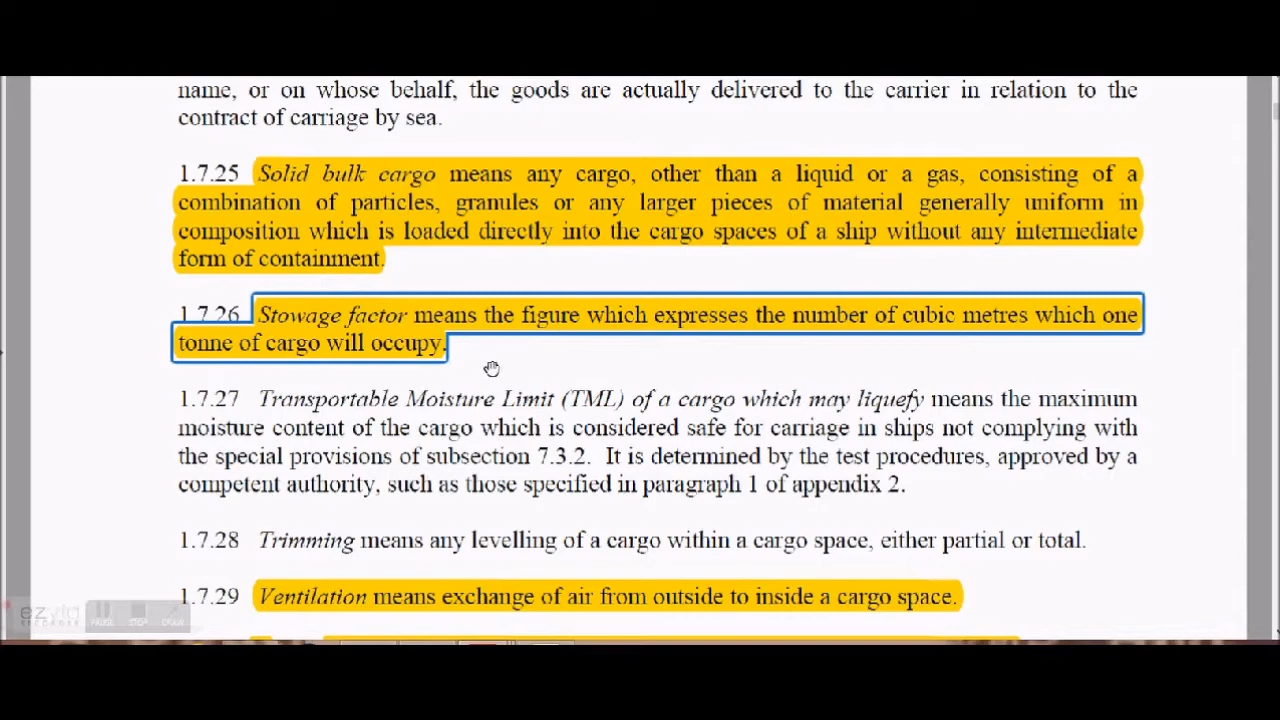 name, or on whose behalf, the goods are actually delivered to the carrier in relation to the
contract of carriage by sea.
1.7.25 Solid bulk cargo means any cargo, other than a liquid or a gas, consisting of a
combination of particles, granules or any larger pieces of material generally uniform in
composition which is loaded directly into the cargo spaces of a ship without any intermediate
form of containment.
1.7.26 Stowage factor means the figure which expresses the number of cubic metres which one
tonne of cargo will occupy.
1.7.27 Transportable Moisture Limit (TML) of a cargo which may liquefy means the maximum
moisture content of the cargo which is considered safe for carriage in ships not complying with
the special provisions of subsection 7.3.2. It is determined by the test procedures, approved by a
competent authority, such as those specified in paragraph 1 of appendix 2.
1.7.28 Trimming means any levelling of a cargo within a cargo space, either partial or total.
1.7.29 Ventilation means exchange of air from outside to inside a cargo space.
ezvid
PAUSE STOP DRAW